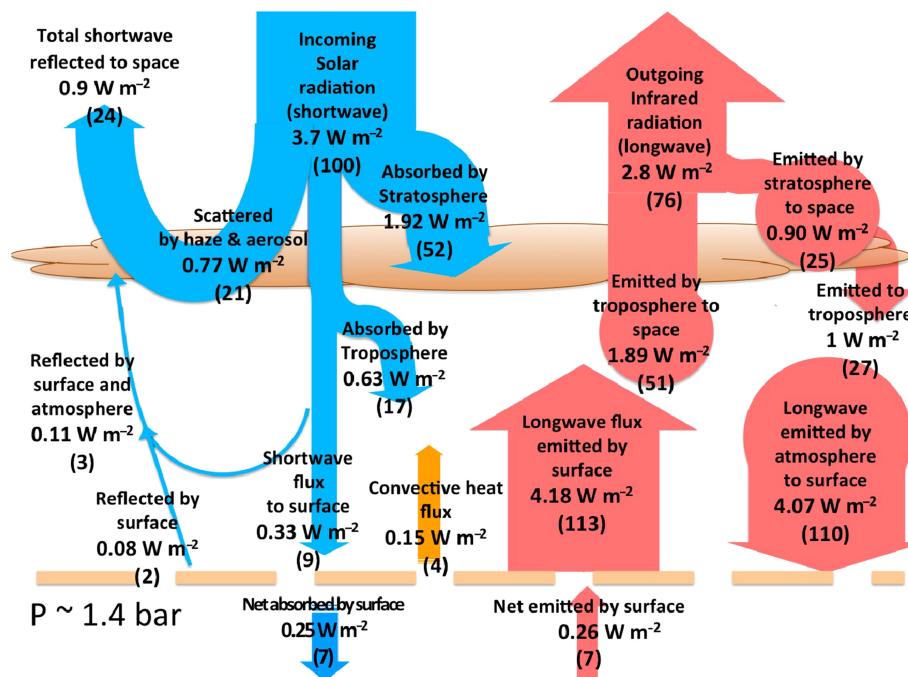 Total shortwave
reflected to space
0.9 W m⁻²
(24)
Incoming
Solar
radiation
(shortwave)
3.7 W m⁻²
(100)
Absorbed by
Stratosphere
1.92 W m⁻²
(52)
Scattered
by haze & aerosol
0.77 W m⁻²
(21)
Outgoing
Infrared
radiation
(longwave)
2.8 W m⁻²
(76)
Emitted by
stratosphere
to space
0.90 W m⁻²
(25)
Emitted by
troposphere to
space
1.89 W m⁻²
(51)
Emitted to
troposphere
1 W m⁻²
(27)
Absorbed by
Troposphere
0.63 W m⁻²
(17)
Reflected by
surface and
atmosphere
0.11 W m⁻²
(3)
Reflected by
surface
0.08 W m⁻²
(2)
Shortwave
flux
to surface
0.33 W m⁻²
(9)
Convective heat
flux
0.15 W m⁻²
(4)
Longwave flux
emitted by
surface
4.18 W m⁻²
(113)
Longwave
emitted by
atmosphere
to surface
4.07 W m⁻²
(110)
P ~ 1.4 bar
Net absorbed by surface
0.25 W m⁻²
(7)
Net emitted by surface
0.26 W m⁻²
(7)